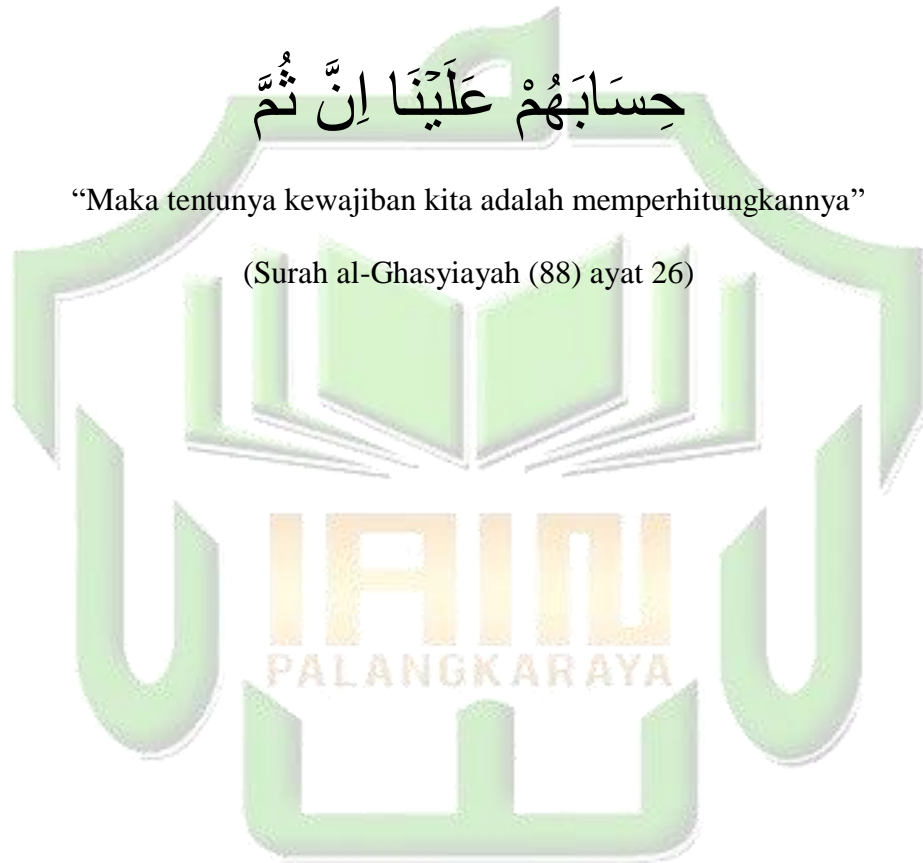 حِسَابَهُمْ عَلَيْنَا اِنَّ ثُمَّ
“Maka tentunya kewajiban kita adalah memperhitungkannya”
(Surah al-Ghasyiayah (88) ayat 26)
IAIN
PALANGKARAYA